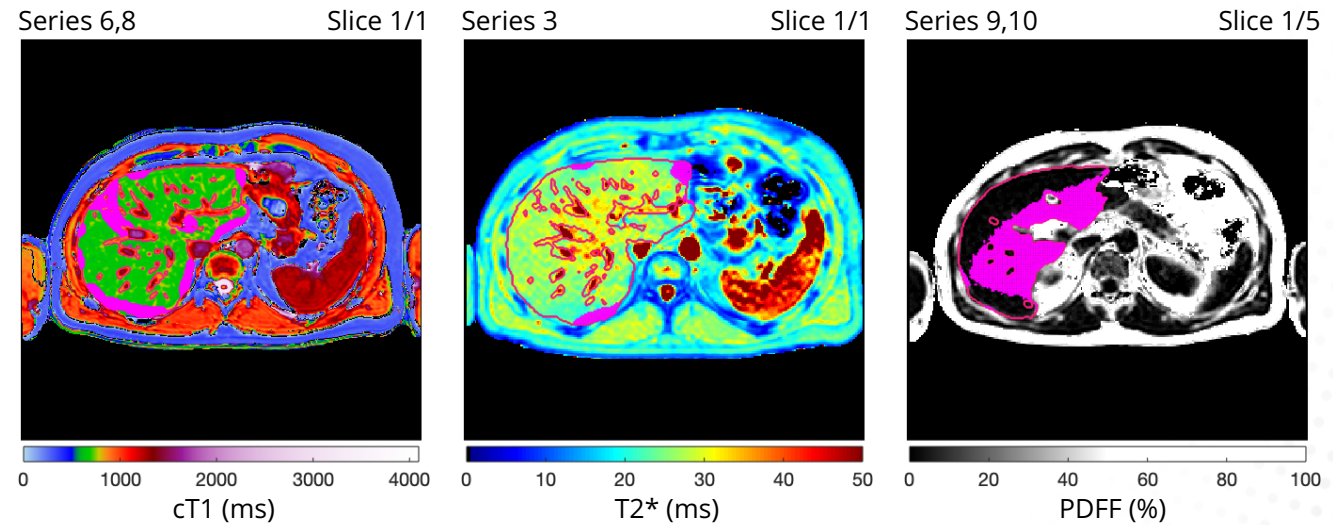 Series 6,8 Slice 1/1 Series 3 Slice 1/1 Series 9,10 Slice 1/5
0 1000 2000 3000 4000 0 10 20 30 40 50 0 20 40 60 80 100
cT1 (ms) T2* (ms) PDFF (%)